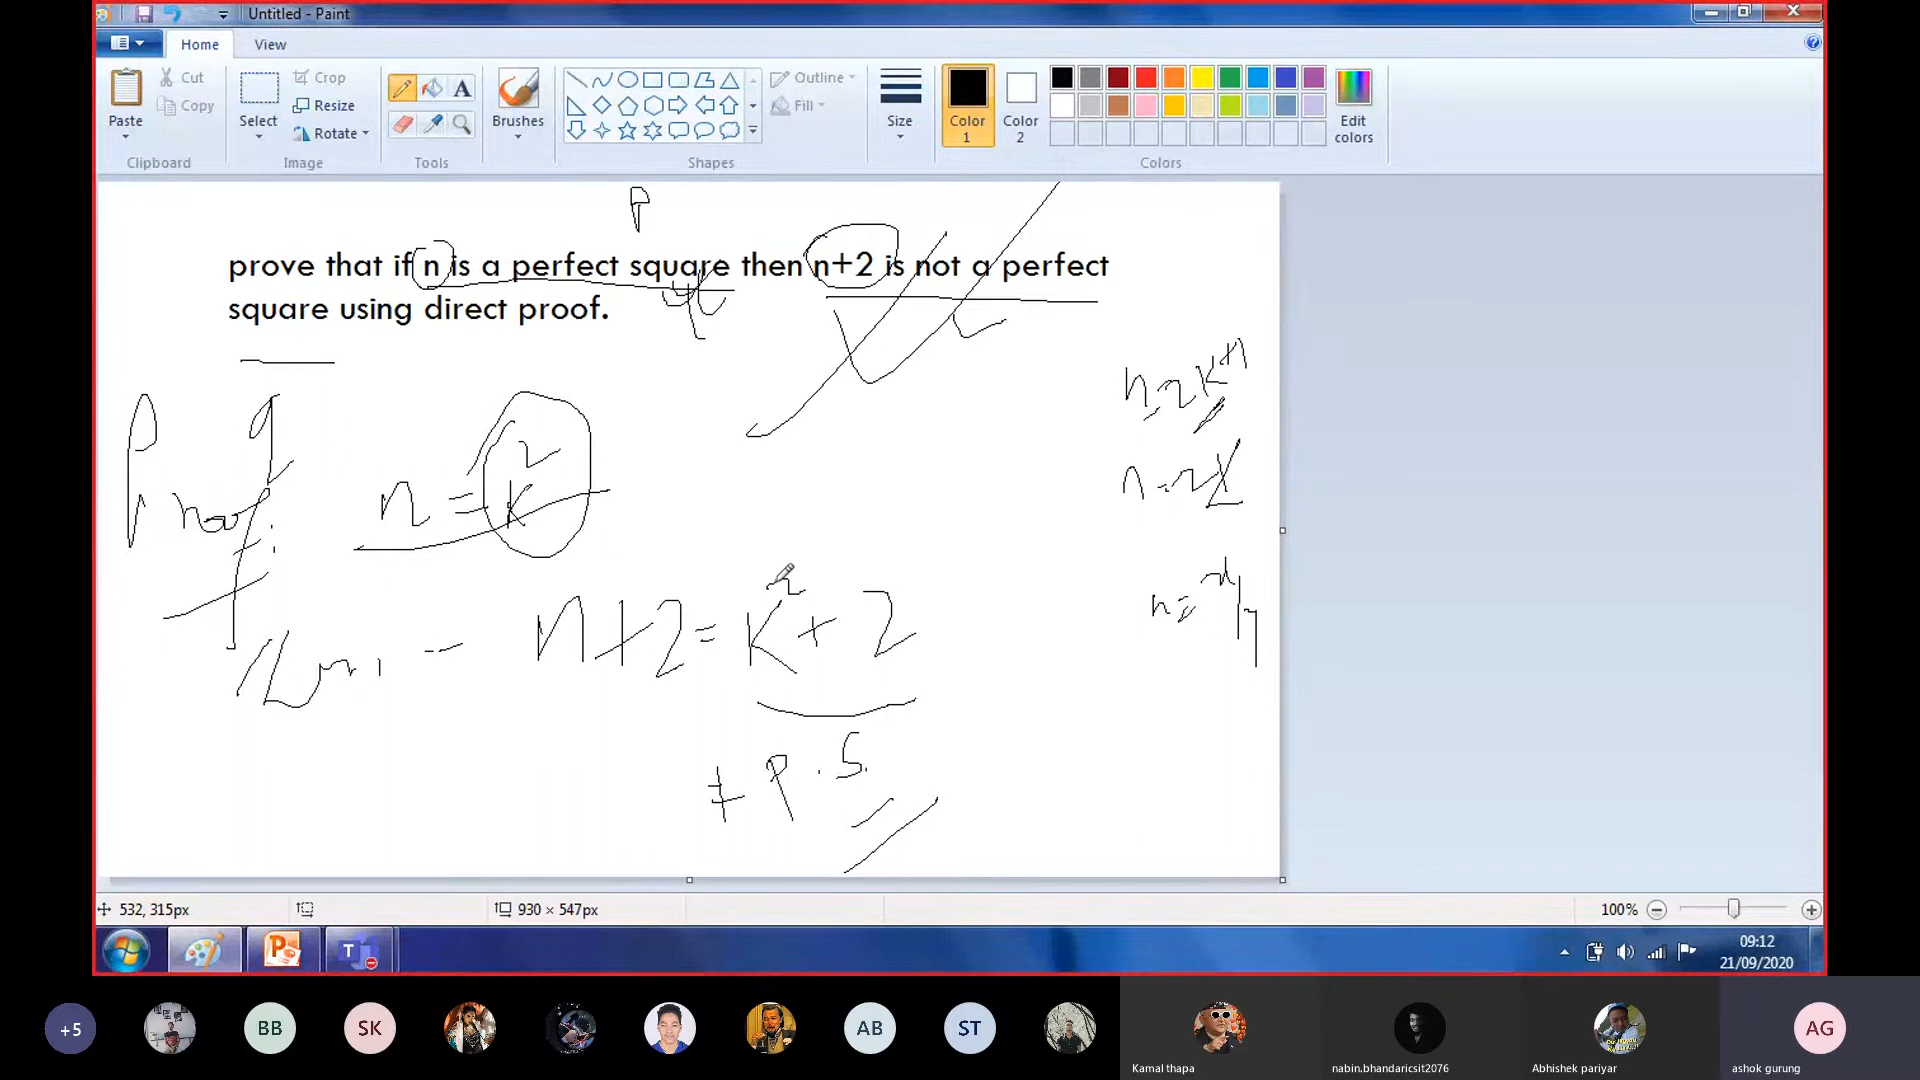 Untitled - Paint
Home View
Paste Cut Copy Select Crop Resize Rotate A Brushes Outline Fill Size Color 1 Color 2 Edit colors
Clipboard Image Tools Shapes Colors
P
prove that if n is a perfect square then n+2 is not a perfect
square using direct proof.
n=2k+1
Proof:
n = k²
n=2k
n+2 = k² + 2
≠ P.S.
532, 315px 930 × 547px 100%
P T 09:12
21/09/2020
+5 BB SK AB ST AG
Kamal thapa nabin.bhandaricsit2076 Abhishek pariyar ashok gurung